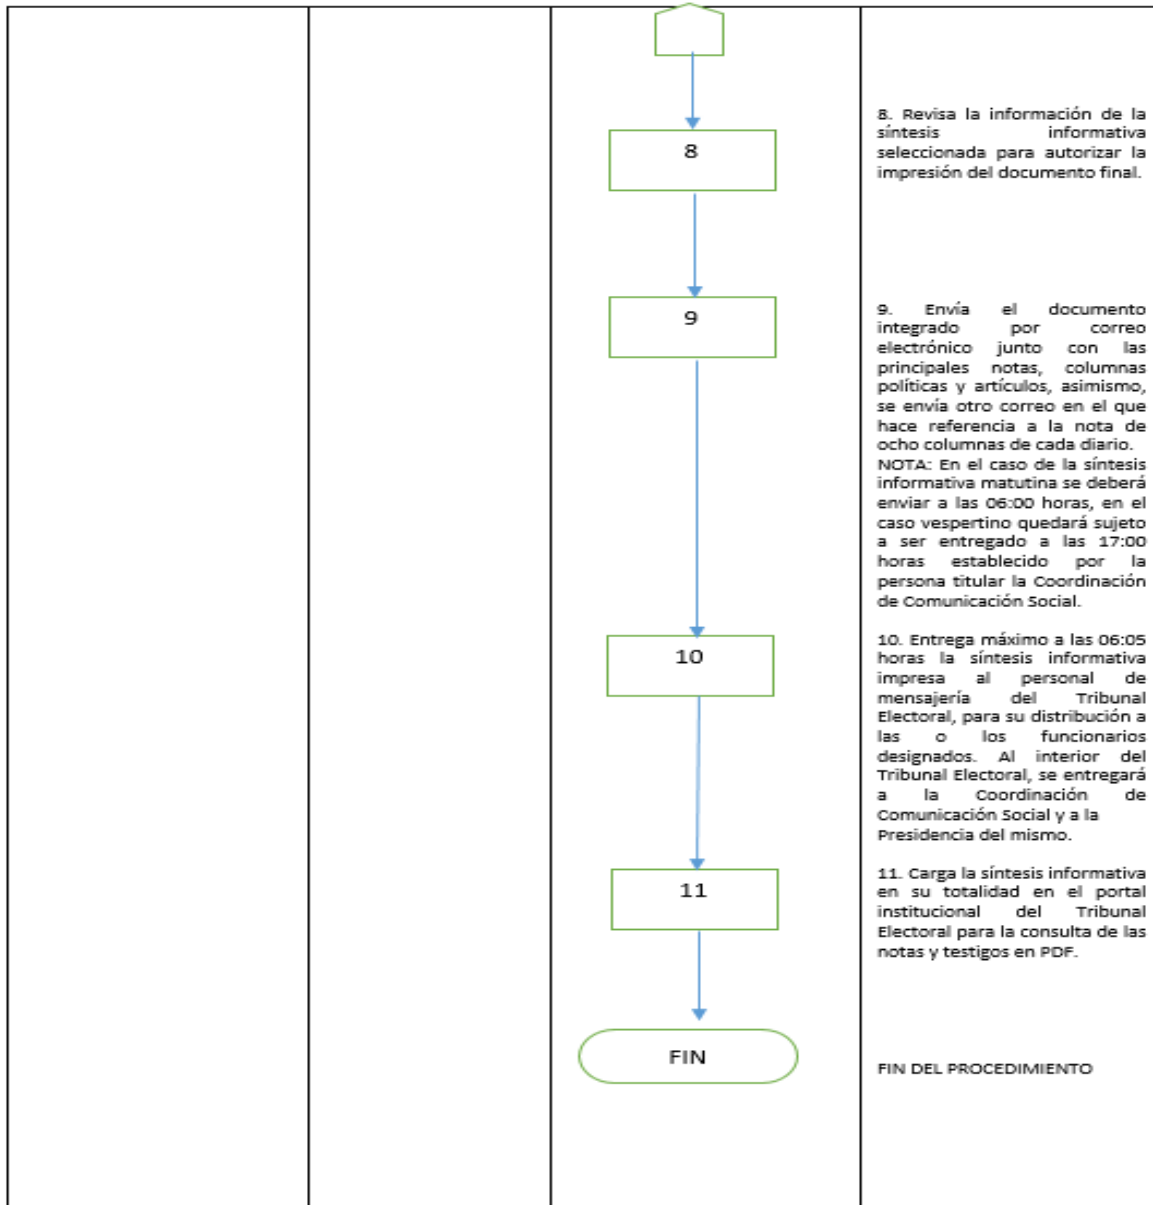 8
8. Revisa la información de la
síntesis informativa
seleccionada para autorizar la
impresión del documento final.
9
9. Envía el documento
integrado por correo
electrónico junto con las
principales notas, columnas
políticas y artículos, asimismo,
se envía otro correo en el que
hace referencia a la nota de
ocho columnas de cada diario.
NOTA: En el caso de la síntesis
informativa matutina se deberá
enviar a las 06:00 horas, en el
caso vespertino quedará sujeto
a ser entregado a las 17:00
horas establecido por la
persona titular la Coordinación
de Comunicación Social.
10
10. Entrega máximo a las 06:05
horas la síntesis informativa
impresa al personal de
mensajería del Tribunal
Electoral, para su distribución a
las o los funcionarios
designados. Al interior del
Tribunal Electoral, se entregará
a la Coordinación de
Comunicación Social y a la
Presidencia del mismo.
11
11. Carga la síntesis informativa
en su totalidad en el portal
institucional del Tribunal
Electoral para la consulta de las
notas y testigos en PDF.
FIN
FIN DEL PROCEDIMIENTO